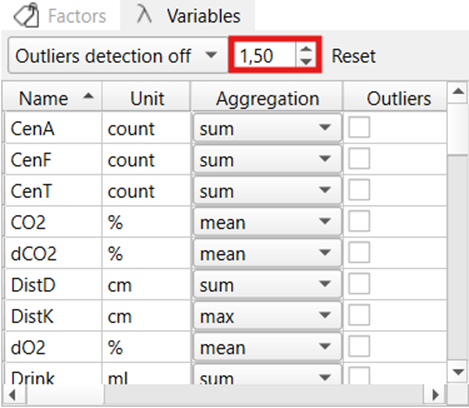 Factors λ Variables
Outliers detection off 1,50 Reset
Name Unit Aggregation Outliers
CenA count sum
CenF count sum
CenT count sum
CO2 % mean
dCO2 % mean
DistD cm sum
DistK cm max
dO2 % mean
Drink ml sum